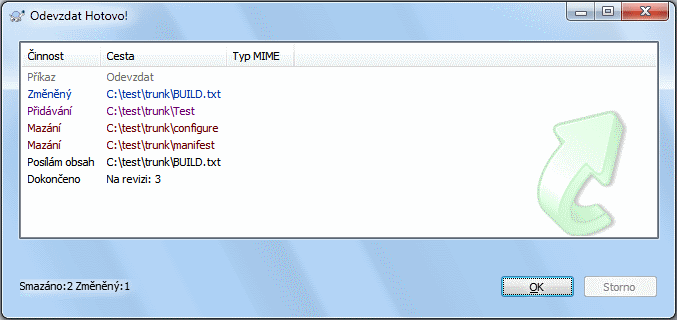 Odevzdat Hotovo!
Činnost Cesta Typ MIME
Příkaz Odevzdat
Změněný C:\test\trunk\BUILD.txt
Přidávání C:\test\trunk\Test
Mazání C:\test\trunk\configure
Mazání C:\test\trunk\manifest
Posílám obsah C:\test\trunk\BUILD.txt
Dokončeno Na revizi: 3
Smazáno:2 Změněný:1
OK Storno